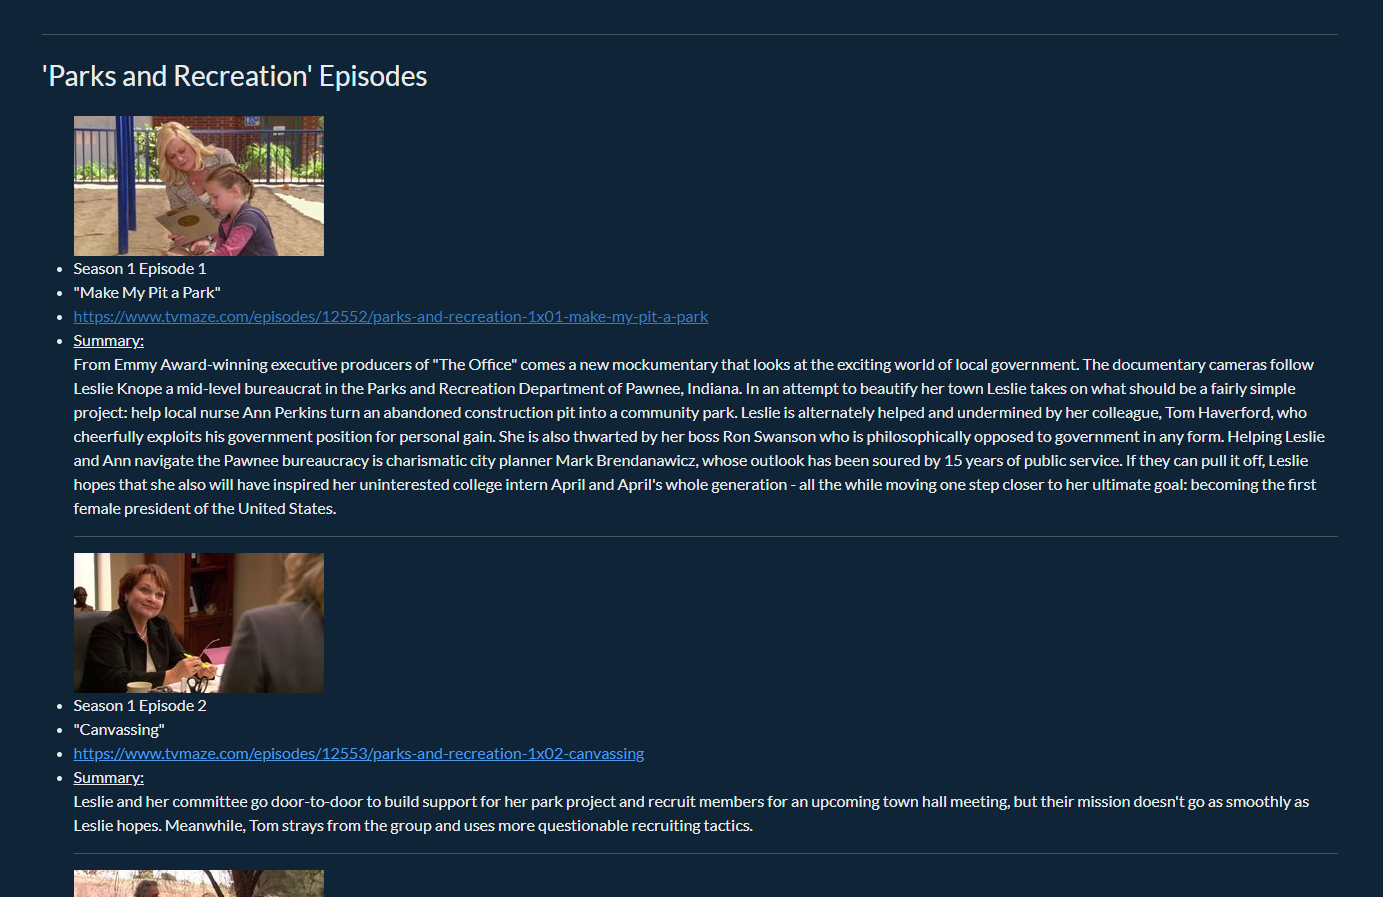 'Parks and Recreation' Episodes
Season 1 Episode 1
"Make My Pit a Park"
https://www.tvmaze.com/episodes/12552/parks-and-recreation-1x01-make-my-pit-a-park
Summary:
From Emmy Award-winning executive producers of "The Office" comes a new mockumentary that looks at the exciting world of local government. The documentary cameras follow
Leslie Knope a mid-level bureaucrat in the Parks and Recreation Department of Pawnee, Indiana. In an attempt to beautify her town Leslie takes on what should be a fairly simple
project: help local nurse Ann Perkins turn an abandoned construction pit into a community park. Leslie is alternately helped and undermined by her colleague, Tom Haverford, who
cheerfully exploits his government position for personal gain. She is also thwarted by her boss Ron Swanson who is philosophically opposed to government in any form. Helping Leslie
and Ann navigate the Pawnee bureaucracy is charismatic city planner Mark Brendanawicz, whose outlook has been soured by 15 years of public service. If they can pull it off, Leslie
hopes that she also will have inspired her uninterested college intern April and April's whole generation - all the while moving one step closer to her ultimate goal: becoming the first
female president of the United States.
Season 1 Episode 2
"Canvassing"
https://www.tvmaze.com/episodes/12553/parks-and-recreation-1x02-canvassing
Summary:
Leslie and her committee go door-to-door to build support for her park project and recruit members for an upcoming town hall meeting, but their mission doesn't go as smoothly as
Leslie hopes. Meanwhile, Tom strays from the group and uses more questionable recruiting tactics.